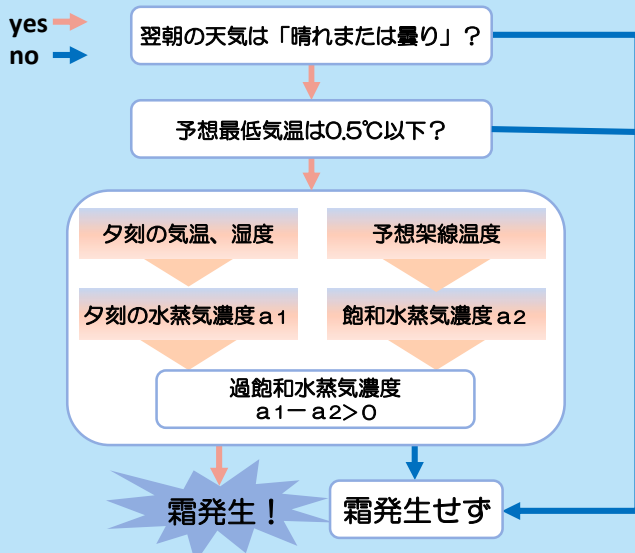 yes
no
翌朝の天気は「晴れまたは曇り」？
予想最低気温は0.5℃以下？
夕刻の気温、湿度
予想架線温度
夕刻の水蒸気濃度a1
飽和水蒸気濃度a2
過飽和水蒸気濃度
a1－a2>0
霜発生！
霜発生せず